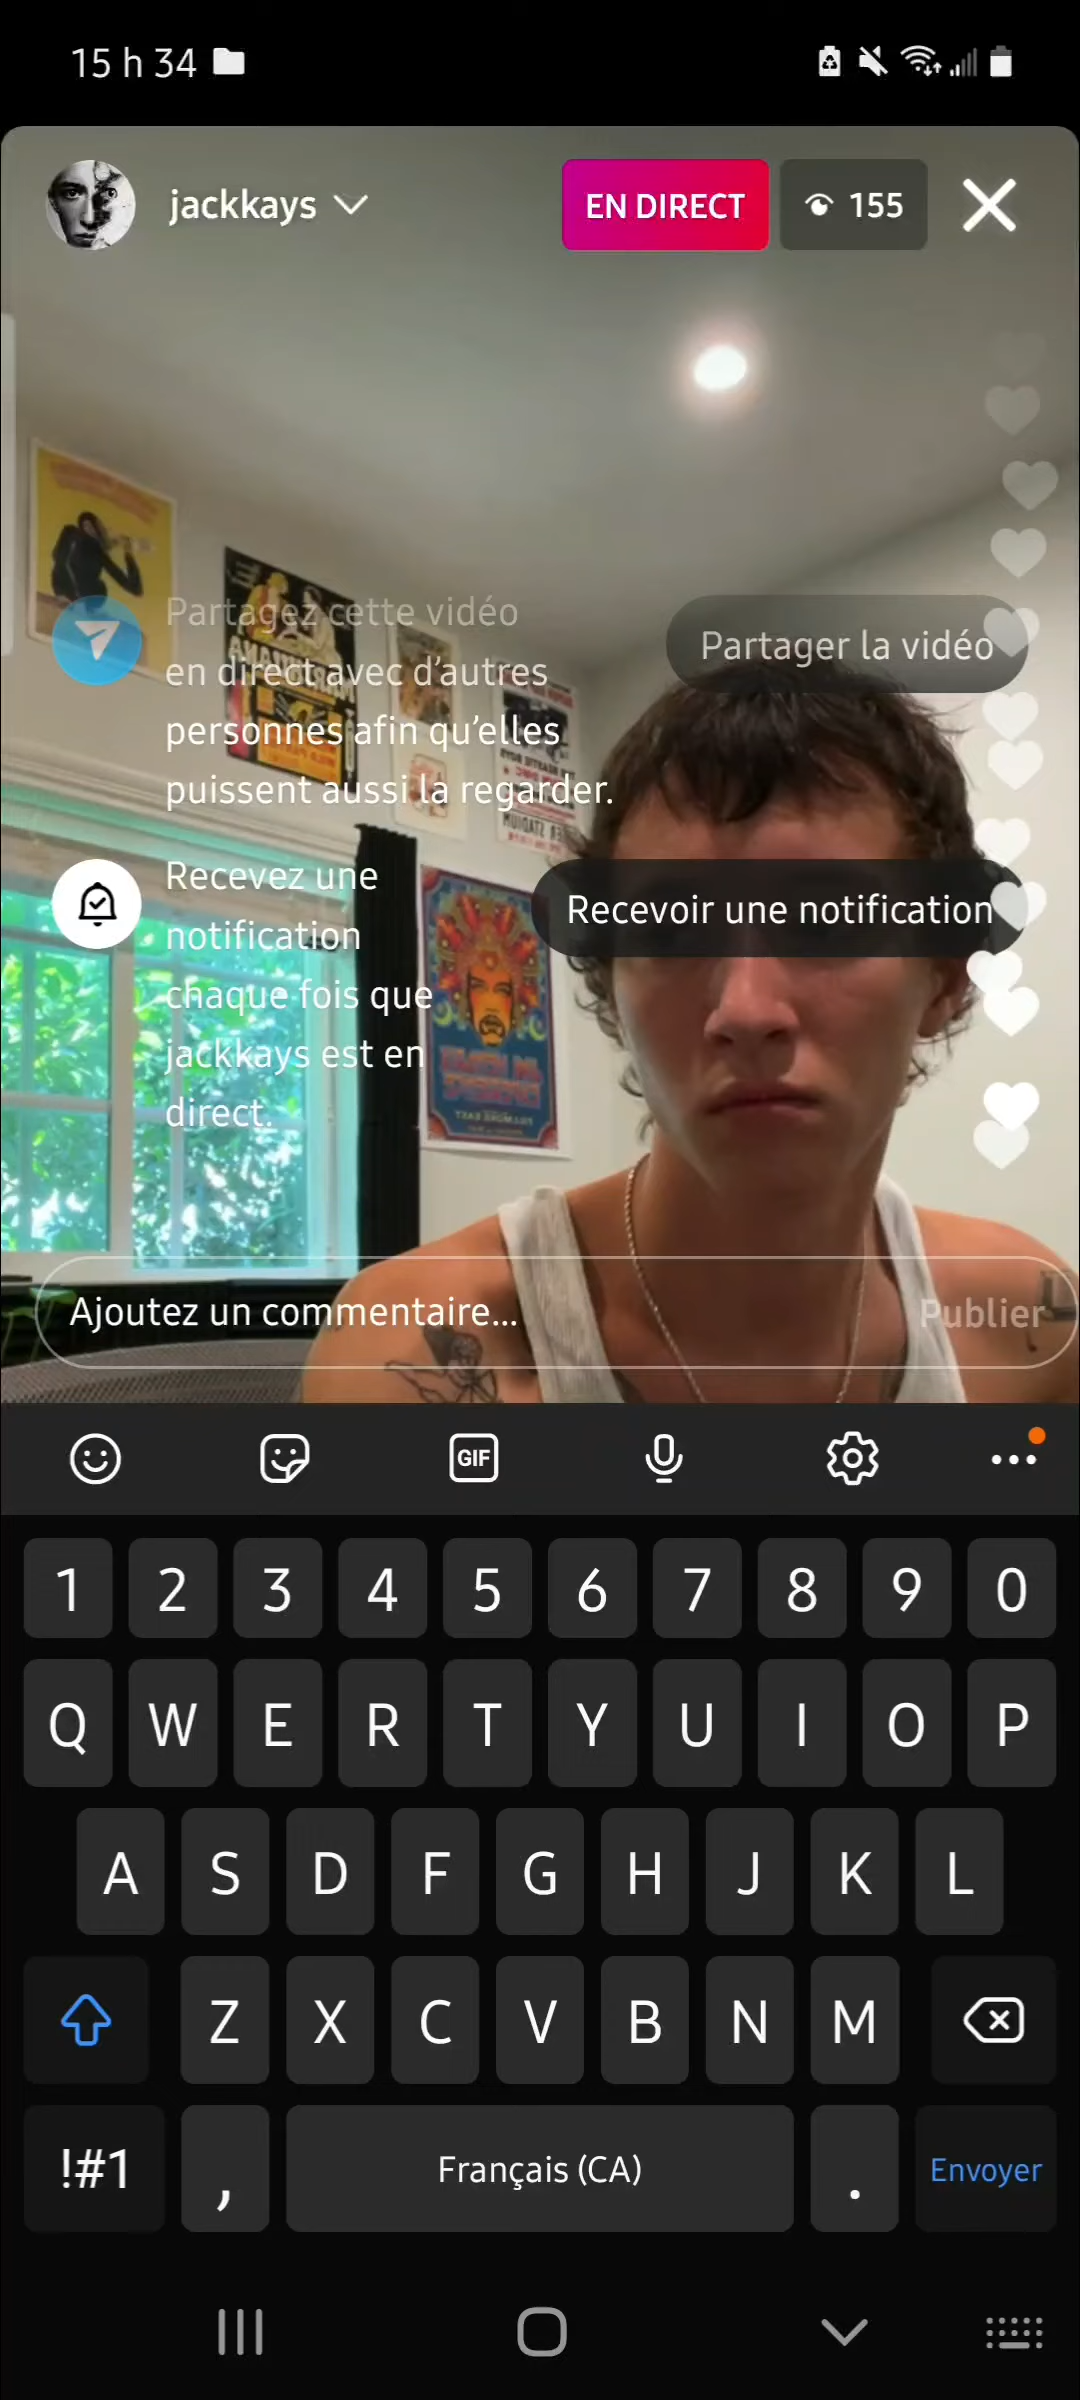 15 h 34
jackkays
EN DIRECT
155
Partagez cette vidéo
en direct avec d'autres
personnes afin qu'elles
puissent aussi la regarder.
Partager la vidéo
Recevez une
notification
chaque fois que
jackkays est en
direct.
Recevoir une notification
Ajoutez un commentaire...
Publier
GIF
1 2 3 4 5 6 7 8 9 0
Q W E R T Y U I O P
A S D F G H J K L
Z X C V B N M
!#1 , Français (CA) . Envoyer